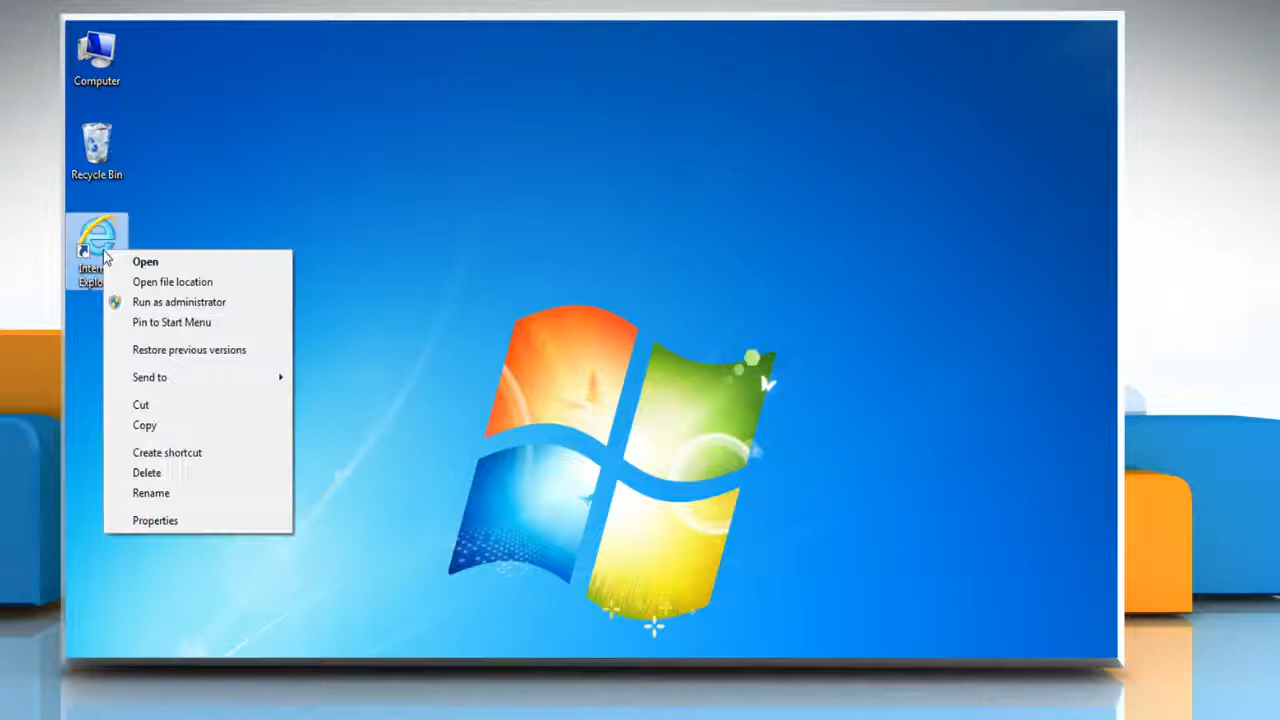 Computer
Recycle Bin
Open
Open file location
Run as administrator
Pin to Start Menu
Restore previous versions
Send to
Cut
Copy
Create shortcut
Delete
Rename
Properties